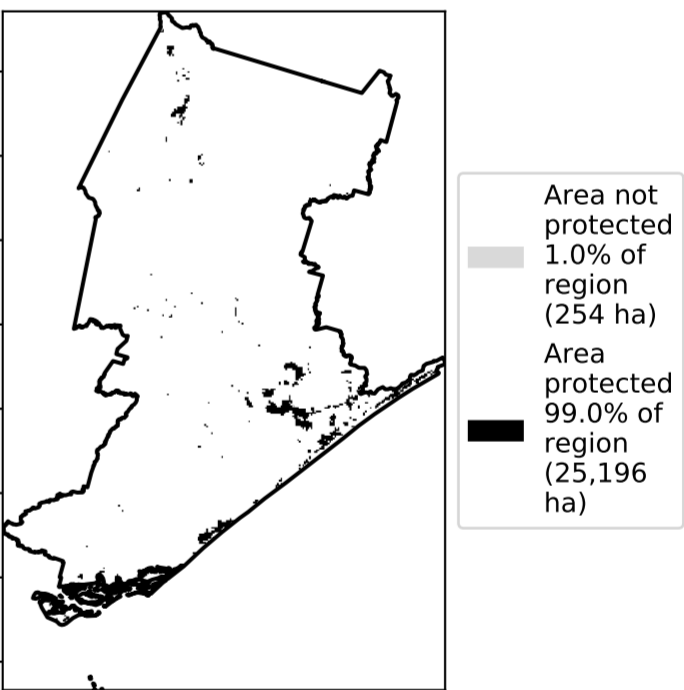 Area not
protected
1.0% of
region
(254 ha)
Area
protected
99.0% of
region
(25,196
ha)